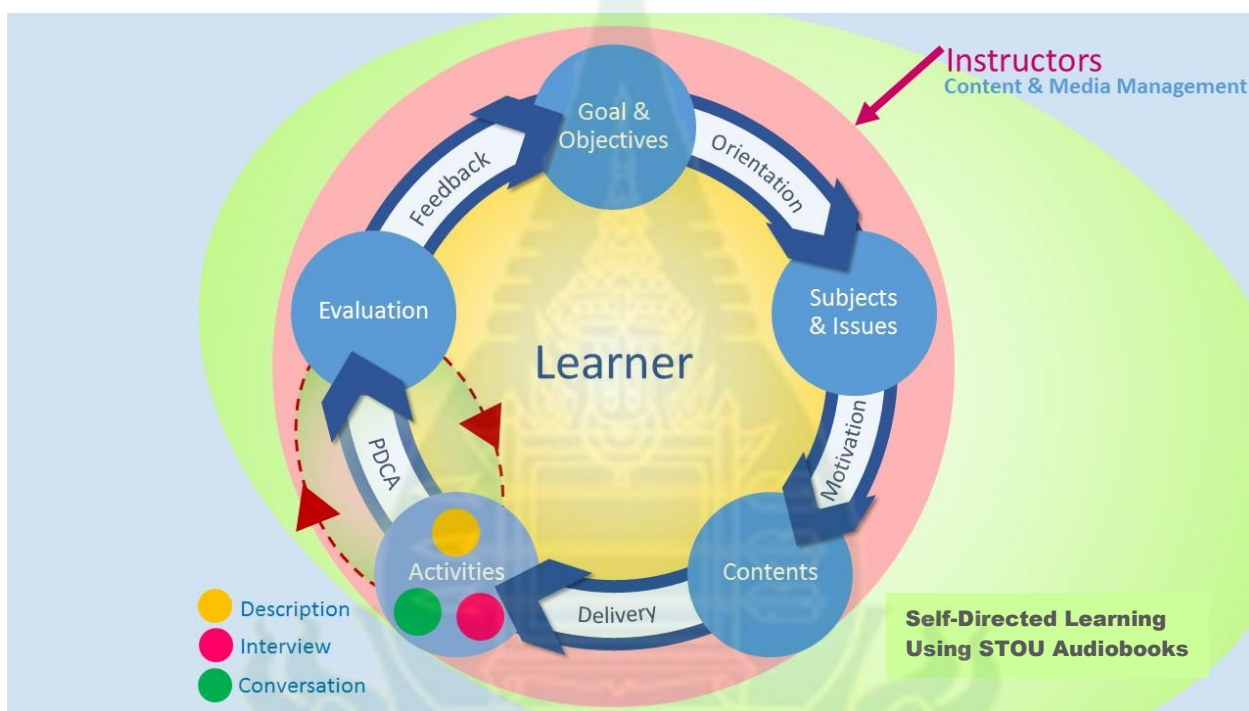 Instructors
Content & Media Management
Goal &
Objectives
Orientation
Subjects
& Issues
Motivation
Contents
Delivery
Activities
PDCA
Evaluation
Feedback
Learner
Description
Interview
Conversation
Self-Directed Learning
Using STOU Audiobooks